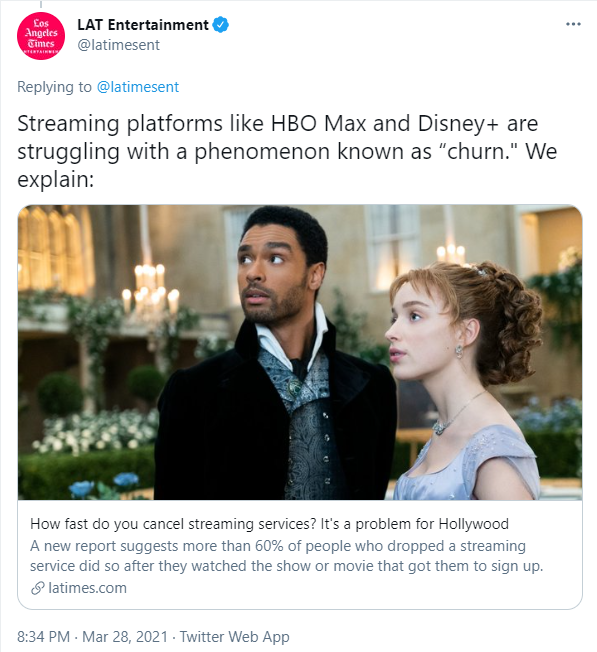 Los
Angeles
Times
ENTERTAINMENT
LAT Entertainment
@latimesent
Replying to @latimesent
Streaming platforms like HBO Max and Disney+ are
struggling with a phenomenon known as “churn." We
explain:
How fast do you cancel streaming services? It's a problem for Hollywood
A new report suggests more than 60% of people who dropped a streaming
service did so after they watched the show or movie that got them to sign up.
latimes.com
8:34 PM · Mar 28, 2021 · Twitter Web App